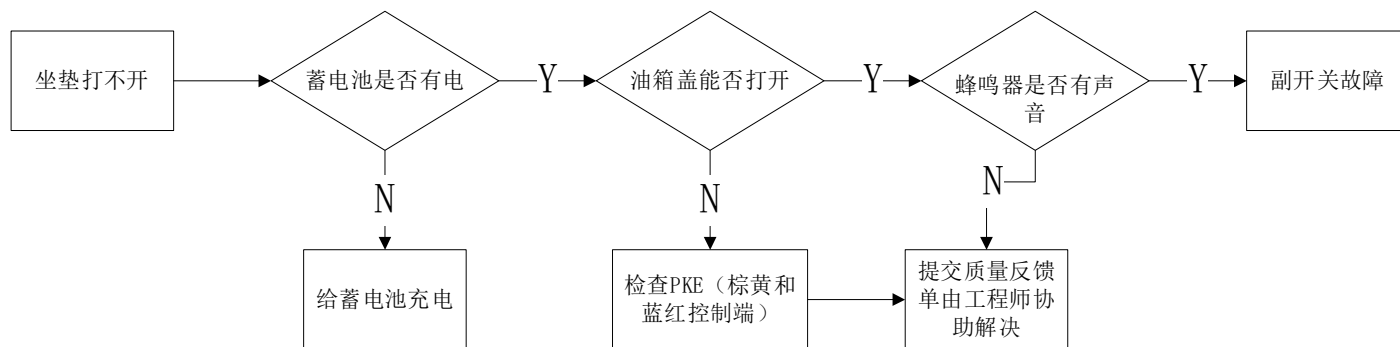 坐垫打不开
蓄电池是否有电
Y
油箱盖能否打开
Y
蜂鸣器是否有声
音
Y
副开关故障
N
N
N
给蓄电池充电
检查PKE（棕黄和
蓝红控制端）
提交质量反馈
单由工程师协
助解决